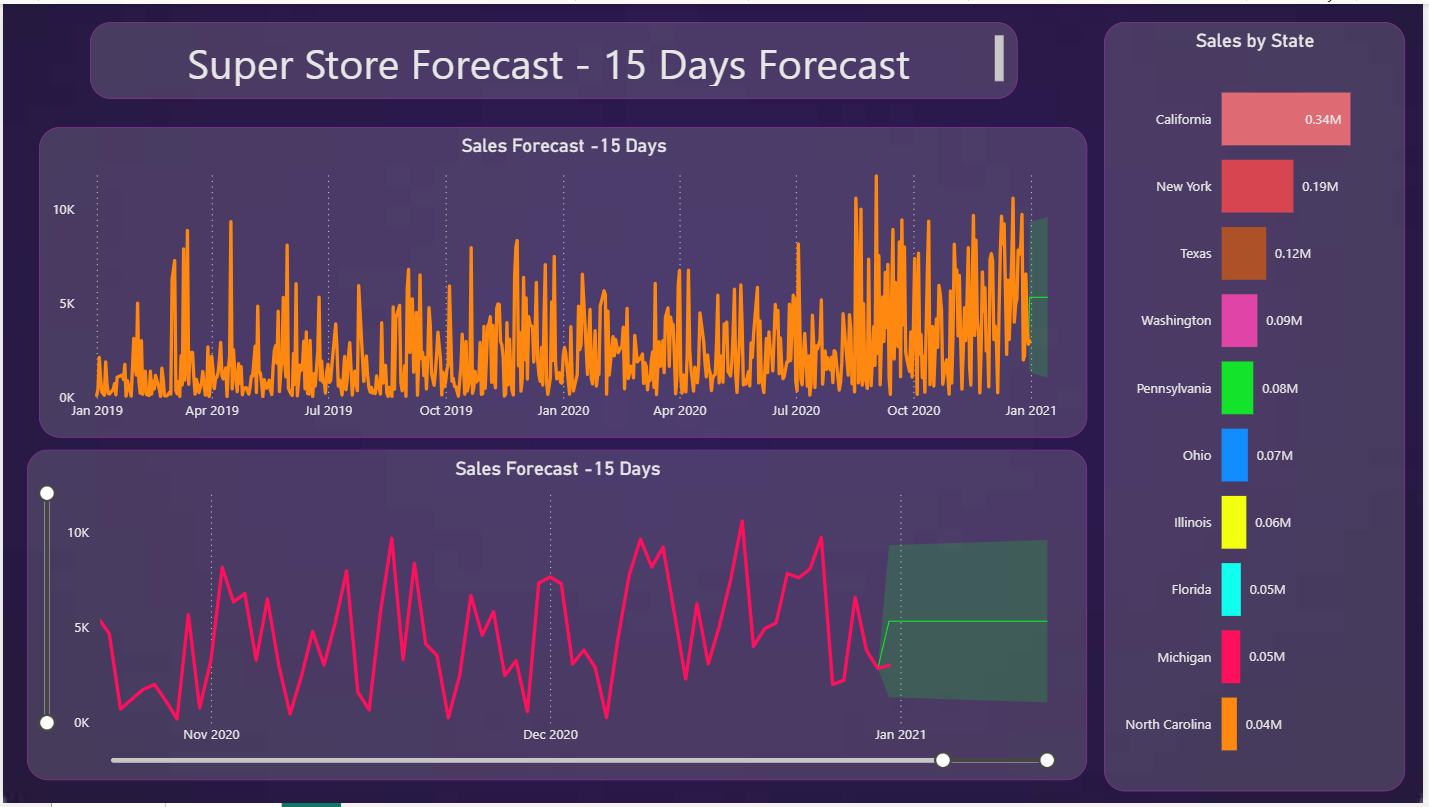 Super Store Forecast - 15 Days Forecast
Sales Forecast -15 Days
10K
5K
0K
Jan 2019 Apr 2019 Jul 2019 Oct 2019 Jan 2020 Apr 2020 Jul 2020 Oct 2020 Jan 2021
Sales Forecast -15 Days
10K
5K
0K
Nov 2020 Dec 2020 Jan 2021
Sales by State
California 0.34M
New York 0.19M
Texas 0.12M
Washington 0.09M
Pennsylvania 0.08M
Ohio 0.07M
Illinois 0.06M
Florida 0.05M
Michigan 0.05M
North Carolina 0.04M